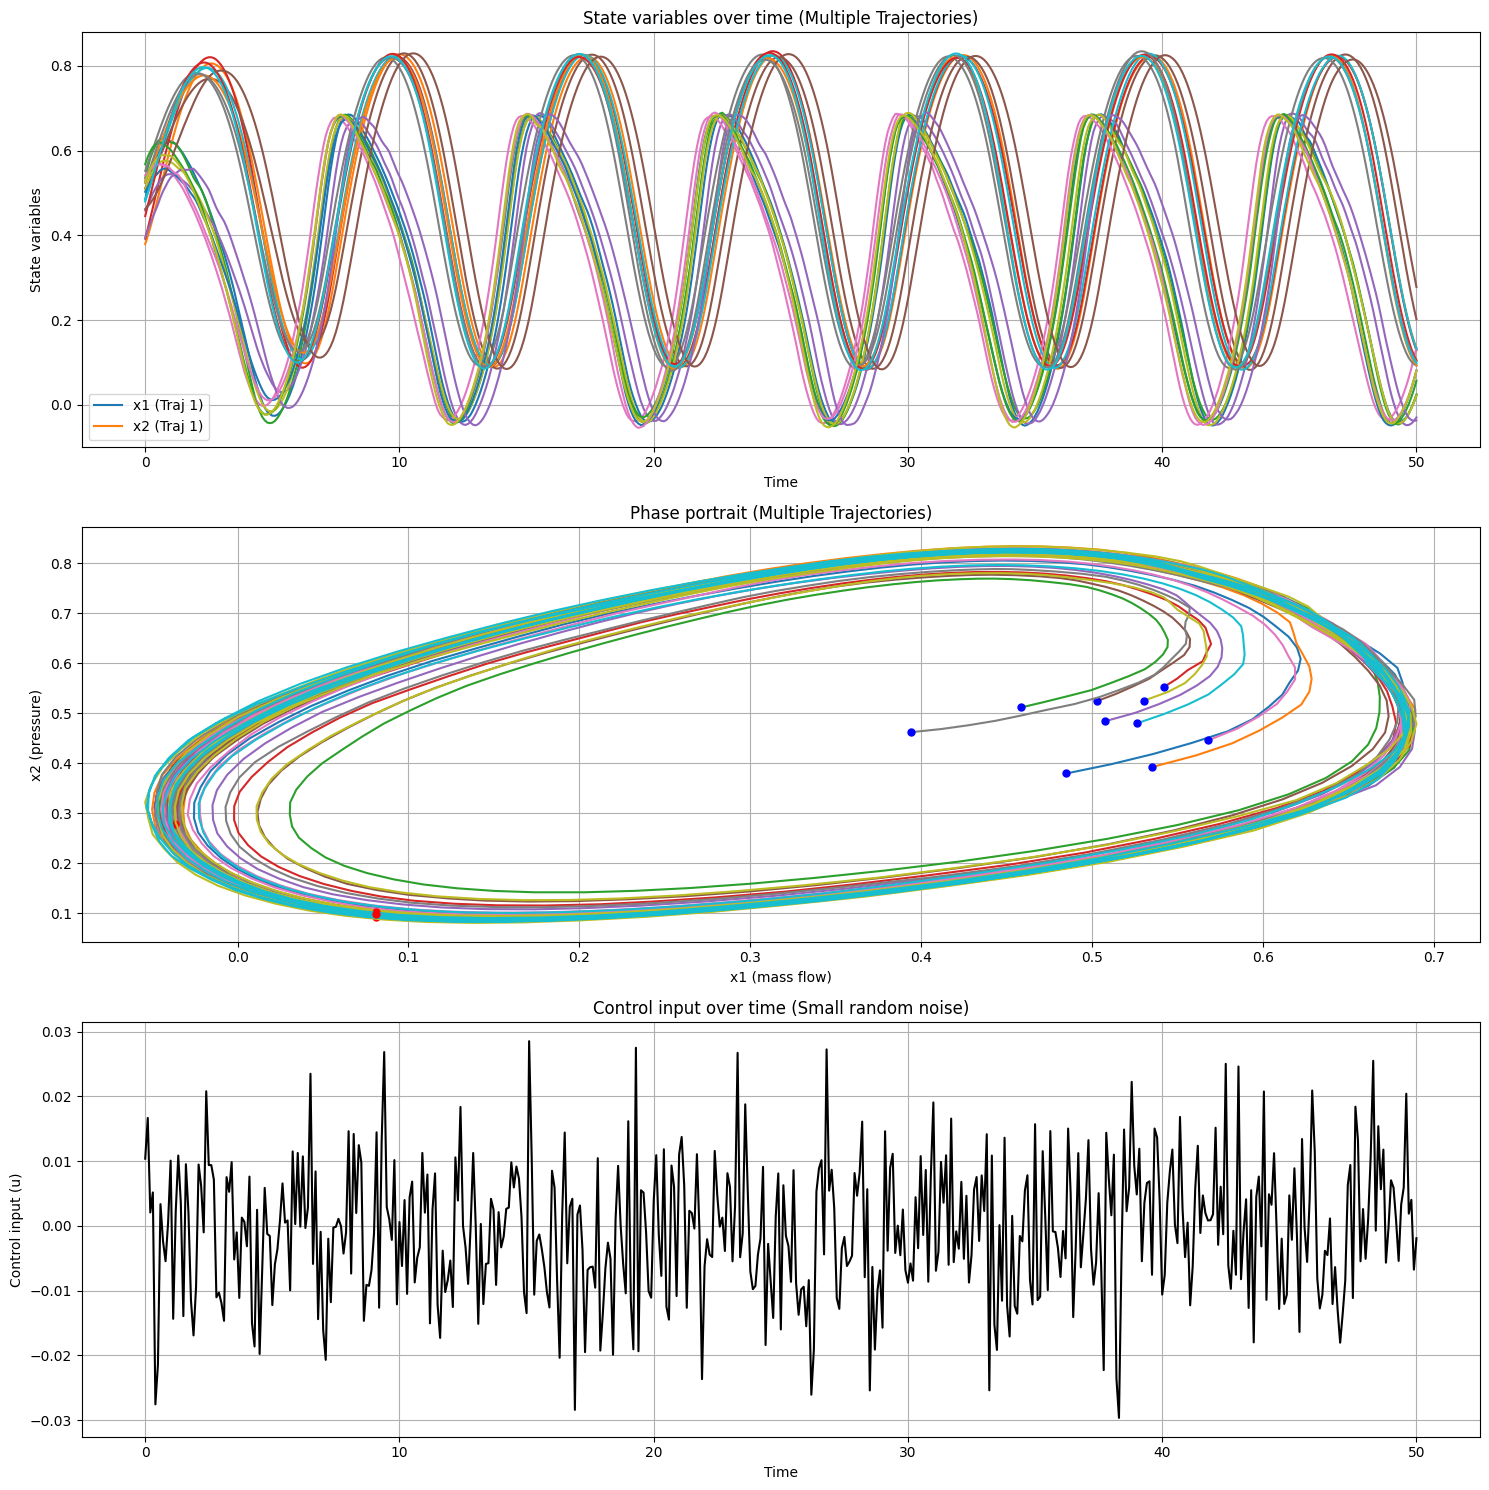 State variables over time (Multiple Trajectories)
State variables
0.8
0.6
0.4
0.2
0.0
x1 (Traj 1)
x2 (Traj 1)
0 10 20 30 40 50
Time
Phase portrait (Multiple Trajectories)
x2 (pressure)
0.8
0.7
0.6
0.5
0.4
0.3
0.2
0.1
0.0 0.1 0.2 0.3 0.4 0.5 0.6 0.7
x1 (mass flow)
Control input over time (Small random noise)
Control input (u)
0.03
0.02
0.01
0.00
−0.01
−0.02
−0.03
0 10 20 30 40 50
Time